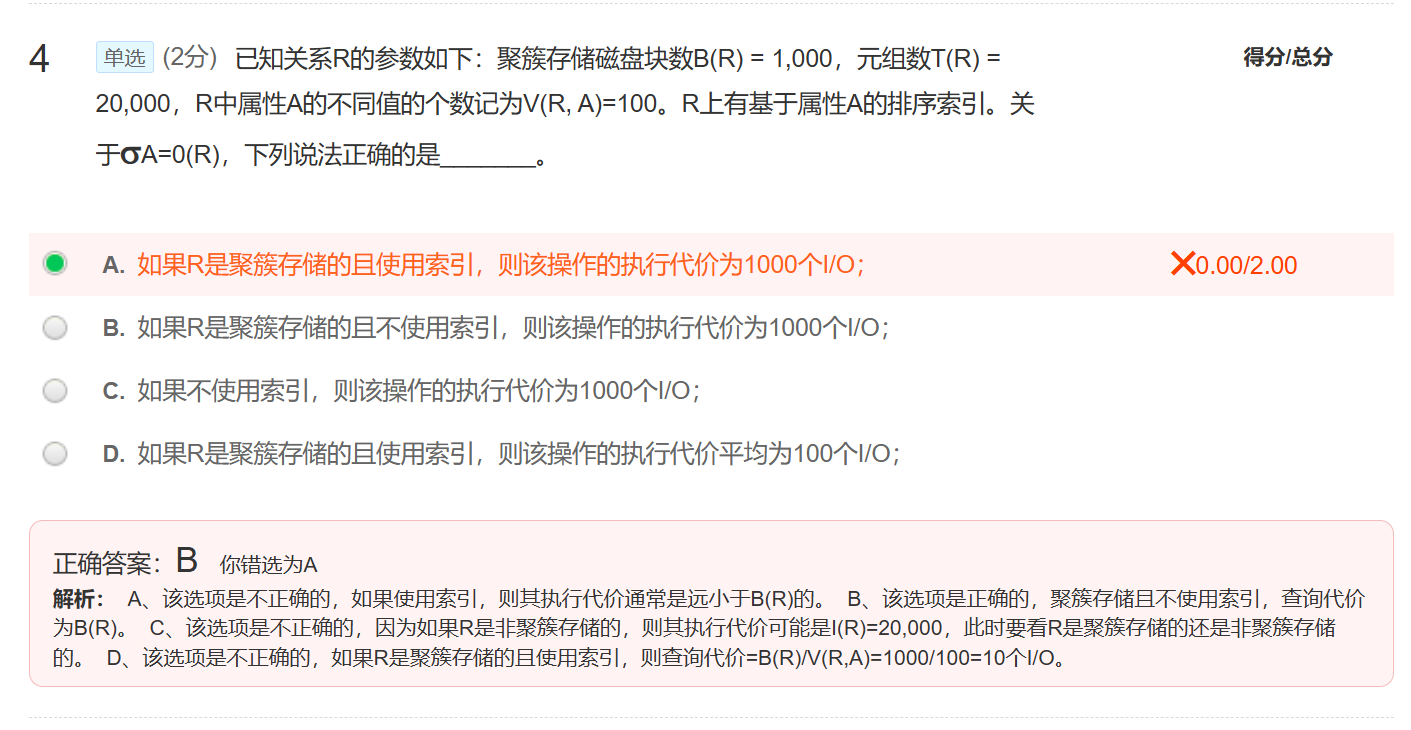 4 单选 (2分) 已知关系R的参数如下：聚簇存储磁盘块数B(R) = 1,000，元组数T(R) = 得分/总分
20,000，R中属性A的不同值的个数记为V(R, A)=100。R上有基于属性A的排序索引。关
于σA=0(R)，下列说法正确的是_______。
A. 如果R是聚簇存储的且使用索引，则该操作的执行代价为1000个I/O； ✕0.00/2.00
B. 如果R是聚簇存储的且不使用索引，则该操作的执行代价为1000个I/O；
C. 如果不使用索引，则该操作的执行代价为1000个I/O；
D. 如果R是聚簇存储的且使用索引，则该操作的执行代价平均为100个I/O；
正确答案：B 你错选为A
解析： A、该选项是不正确的，如果使用索引，则其执行代价通常是远小于B(R)的。 B、该选项是正确的，聚簇存储且不使用索引，查询代价
为B(R)。 C、该选项是不正确的，因为如果R是非聚簇存储的，则其执行代价可能是I(R)=20,000，此时要看R是聚簇存储的还是非聚簇存储
的。 D、该选项是不正确的，如果R是聚簇存储的且使用索引，则查询代价=B(R)/V(R,A)=1000/100=10个I/O。